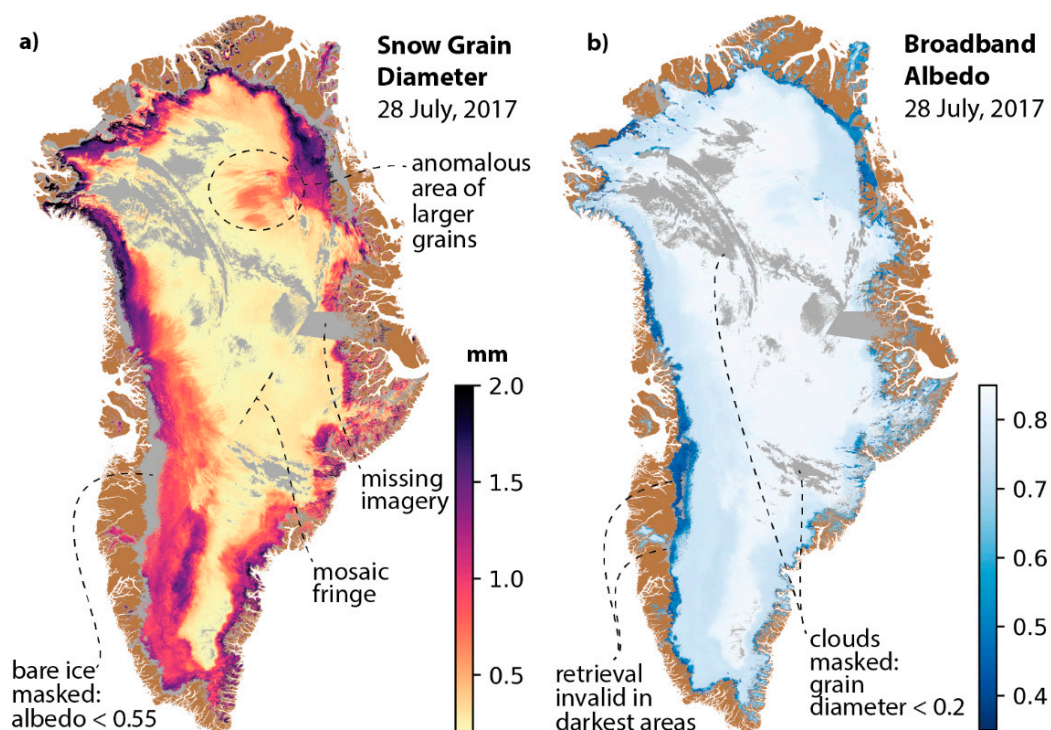 a)
Snow Grain
Diameter
28 July, 2017
anomalous
area of
larger
grains
mm
2.0
1.5
1.0
0.5
missing
imagery
mosaic
fringe
bare ice
masked:
albedo < 0.55
b)
Broadband
Albedo
28 July, 2017
0.8
0.7
0.6
0.5
0.4
retrieval
invalid in
darkest areas
clouds
masked:
grain
diameter < 0.2